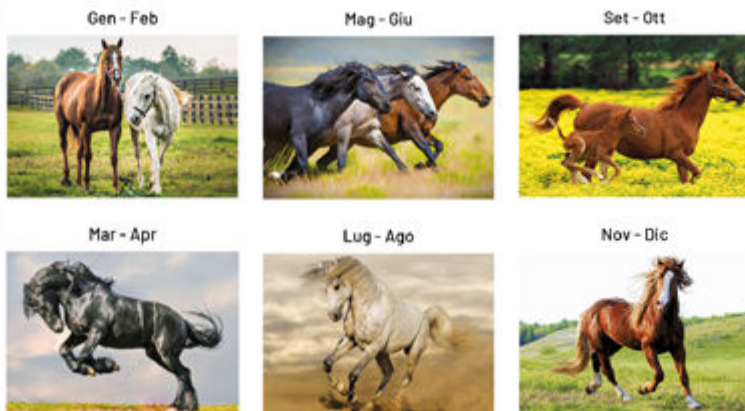 Gen - Feb
Mag - Giu
Set - Ott
Mar - Apr
Lug - Ago
Nov - Dic